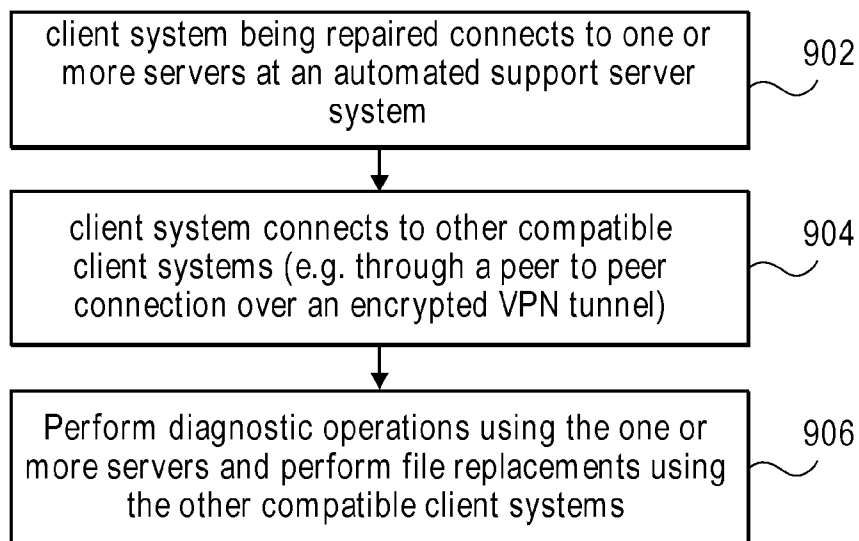 client system being repaired connects to one or
more servers at an automated support server
system
902
client system connects to other compatible
client systems (e.g. through a peer to peer
connection over an encrypted VPN tunnel)
904
Perform diagnostic operations using the one or
more servers and perform file replacements using
the other compatible client systems
906